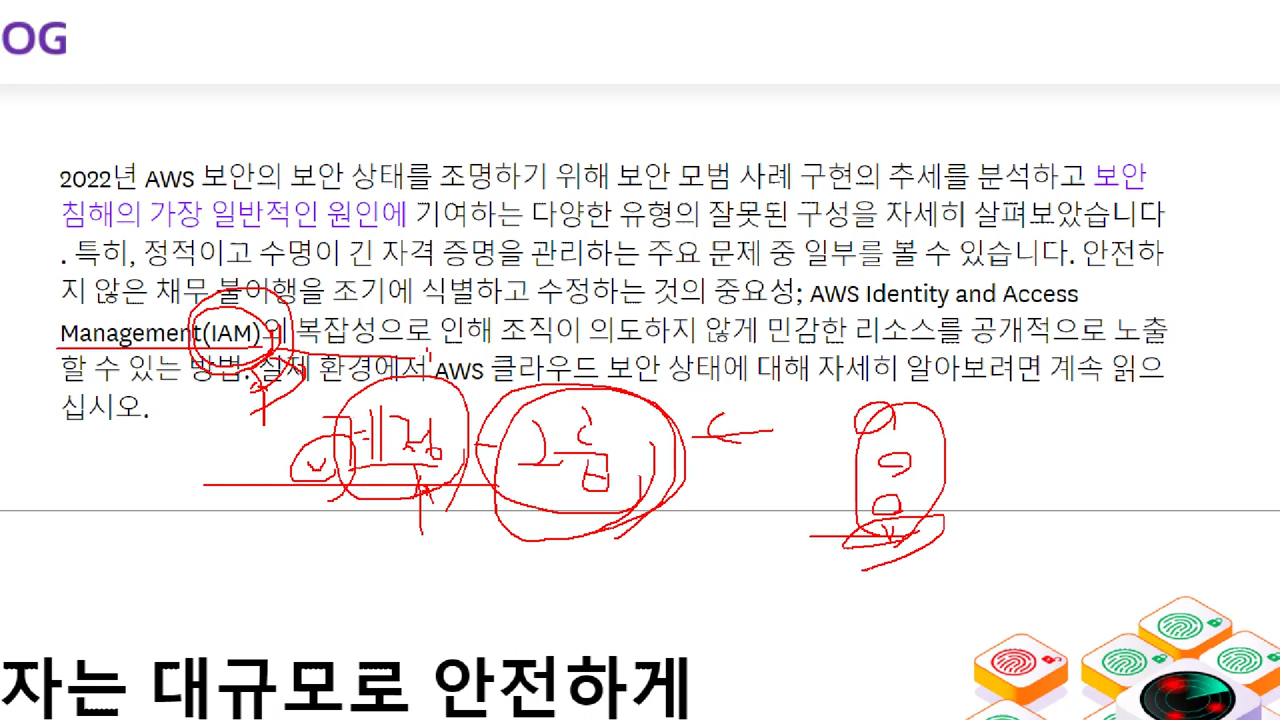 OG
2022년 AWS 보안의 보안 상태를 조명하기 위해 보안 모범 사례 구현의 추세를 분석하고 보안
침해의 가장 일반적인 원인에 기여하는 다양한 유형의 잘못된 구성을 자세히 살펴보았습니다
. 특히, 정적이고 수명이 긴 자격 증명을 관리하는 주요 문제 중 일부를 볼 수 있습니다. 안전하
지 않은 채무 불이행을 조기에 식별하고 수정하는 것의 중요성; AWS Identity and Access
Management(IAM)의 복잡성으로 인해 조직이 의도하지 않게 민감한 리소스를 공개적으로 노출
할 수 있는 방법. 실제 환경에서 AWS 클라우드 보안 상태에 대해 자세히 알아보려면 계속 읽으
십시오.
계정 그룹
자는 대규모로 안전하게